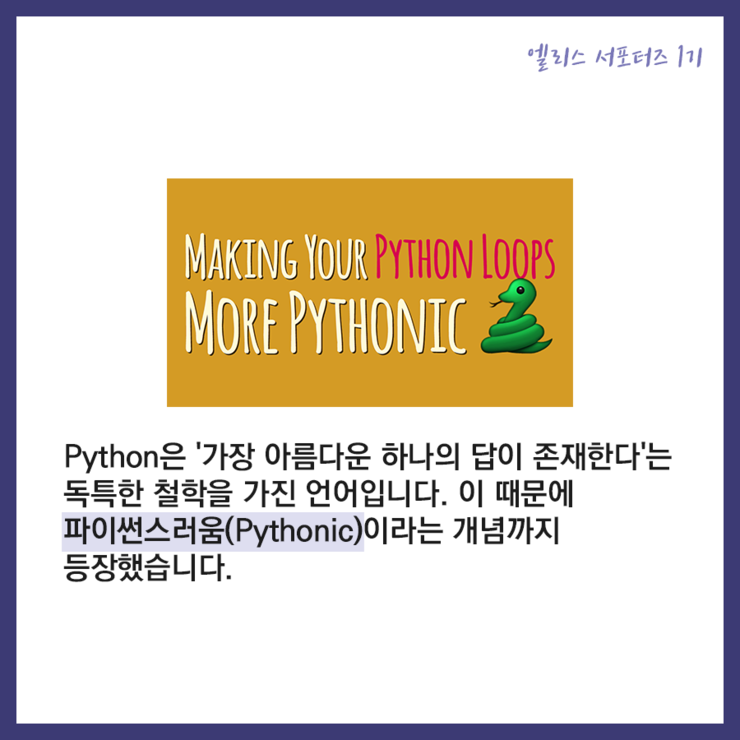 엘리스 서포터즈 1기
MAKING YOUR PYTHON LOOPS
MORE PYTHONIC
Python은 '가장 아름다운 하나의 답이 존재한다'는
독특한 철학을 가진 언어입니다. 이 때문에
파이썬스러움(Pythonic)이라는 개념까지
등장했습니다.